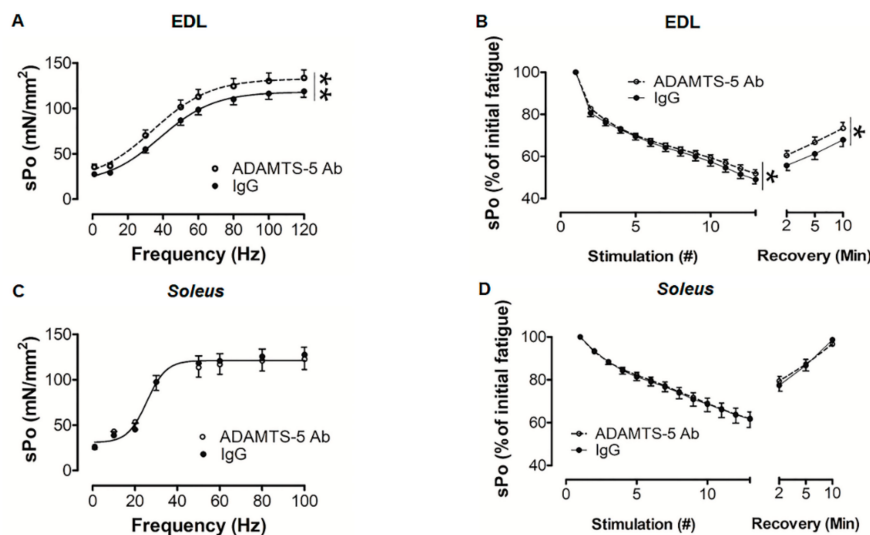 A
EDL
sPo (mN/mm²)
150
100
50
0
ADAMTS-5 Ab
IgG
*
*
0 20 40 60 80 100 120
Frequency (Hz)
B
EDL
sPo (% of initial fatigue)
100
80
60
40
ADAMTS-5 Ab
IgG
*
*
0 5 10
2 5 10
Stimulation (#)
Recovery (Min)
C
Soleus
sPo (mN/mm²)
150
100
50
0
ADAMTS-5 Ab
IgG
0 20 40 60 80 100
Frequency (Hz)
D
Soleus
sPo (% of initial fatigue)
100
80
60
40
ADAMTS-5 Ab
IgG
0 5 10
2 5 10
Stimulation (#)
Recovery (Min)